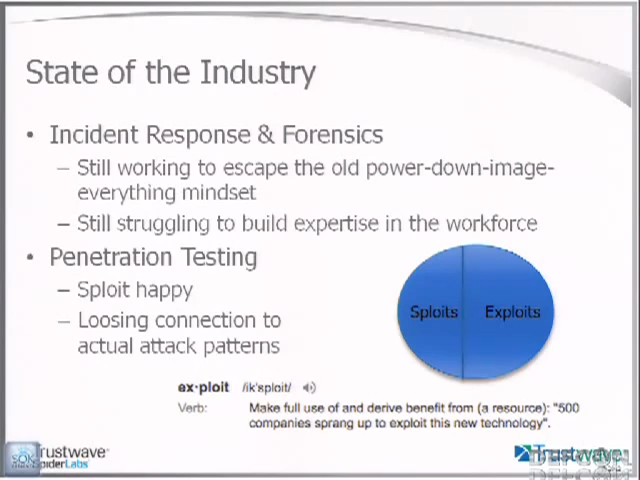 State of the Industry
• Incident Response & Forensics
– Still working to escape the old power-down-image-
everything mindset
– Still struggling to build expertise in the workforce
• Penetration Testing
– Sploit happy
– Loosing connection to
actual attack patterns
Sploits Exploits
ex·ploit /ik'sploit/
Verb: Make full use of and derive benefit from (a resource): "500
companies sprang up to exploit this new technology".
Trustwave
SpiderLabs
Trustwave
DEFCON